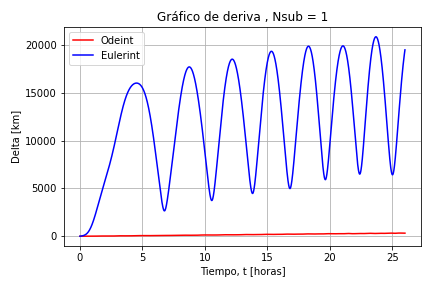 Gráfico de deriva , Nsub = 1
Odeint
Eulerint
Delta [km]
20000
15000
10000
5000
0
0 5 10 15 20 25
Tiempo, t [horas]